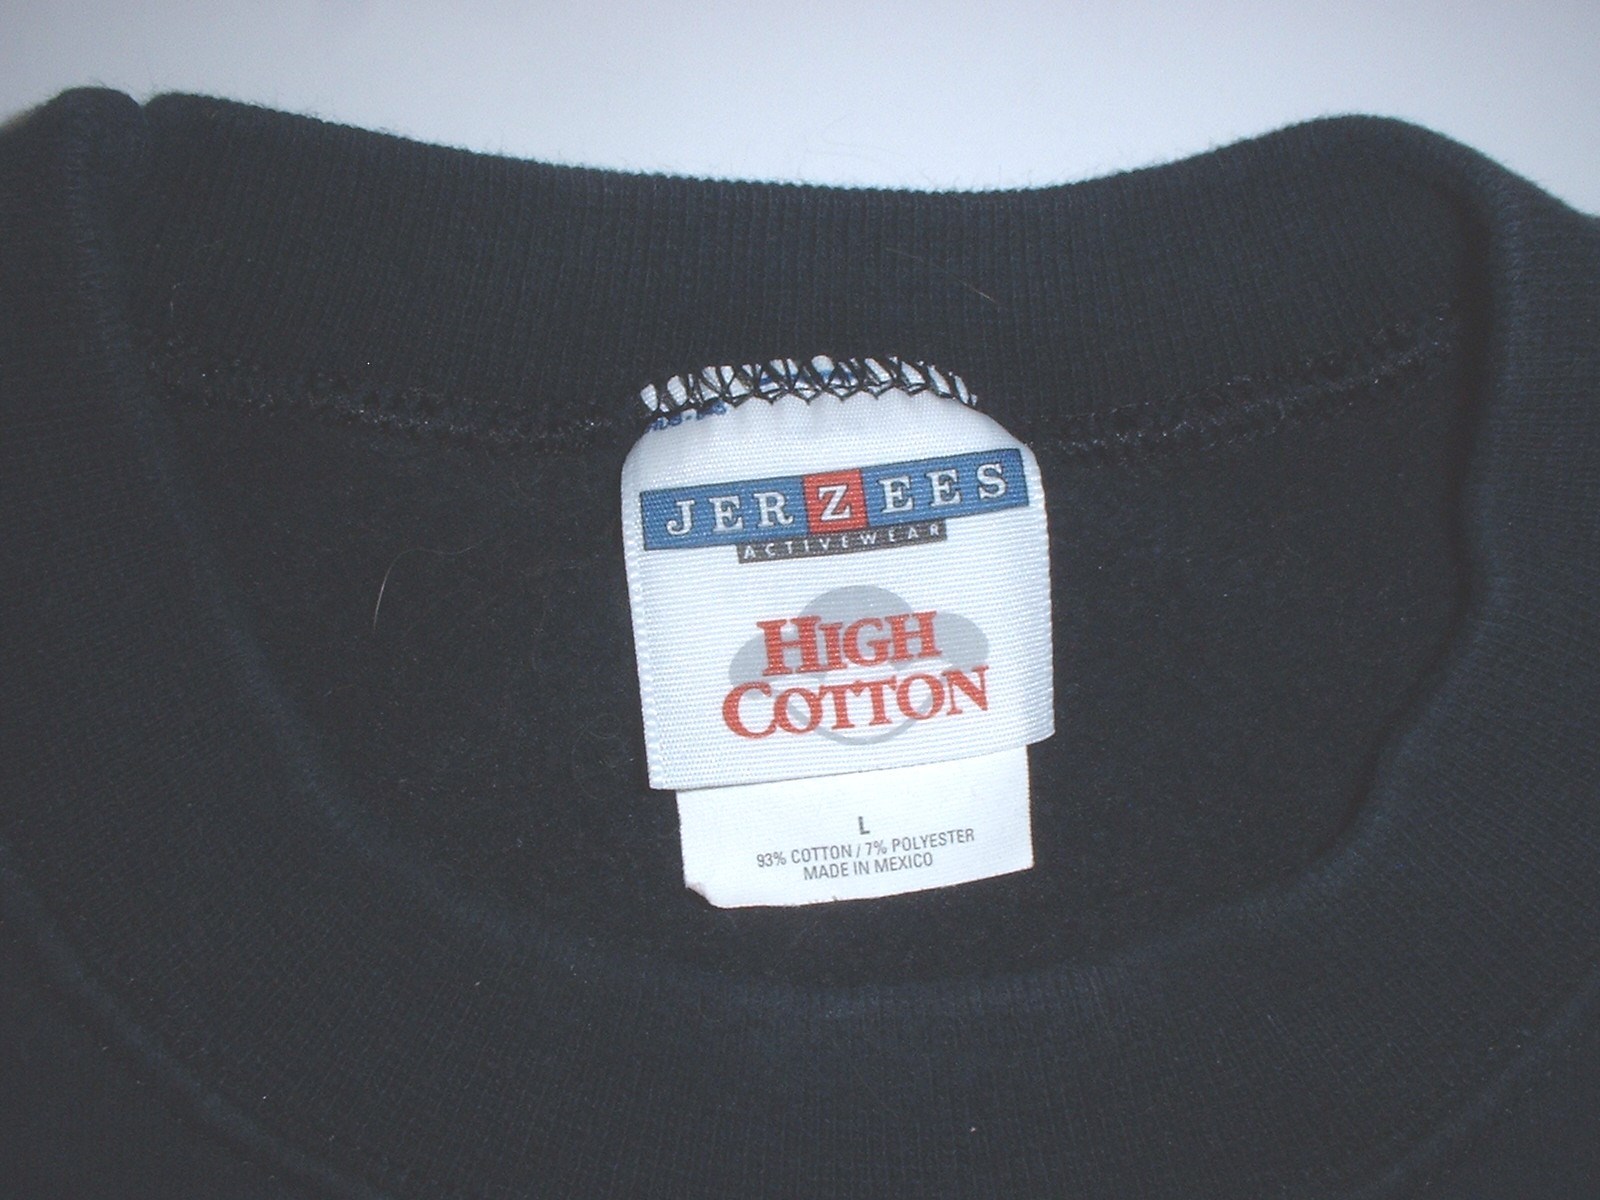 JERZEES
ACTIVEWEAR
HIGH
COTTON
L
93% COTTON / 7% POLYESTER
MADE IN MEXICO